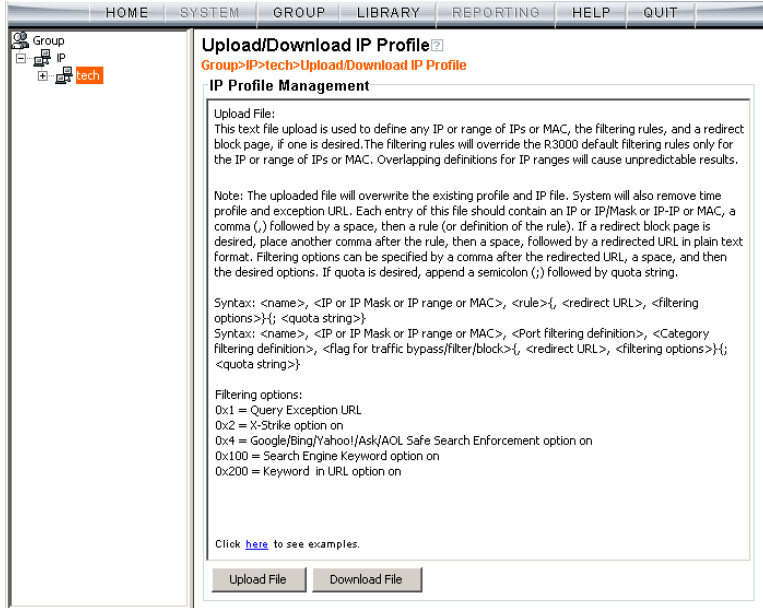 HOME SYSTEM GROUP LIBRARY REPORTING HELP QUIT
Group
IP
tech
Upload/Download IP Profile?
Group>IP>tech>Upload/Download IP Profile
IP Profile Management
Upload File:
This text file upload is used to define any IP or range of IPs or MAC, the filtering rules, and a redirect
block page, if one is desired.The filtering rules will override the R3000 default filtering rules only for
the IP or range of IPs or MAC. Overlapping definitions for IP ranges will cause unpredictable results.
Note: The uploaded file will overwrite the existing profile and IP file. System will also remove time
profile and exception URL. Each entry of this file should contain an IP or IP/Mask or IP-IP or MAC, a
comma (,) followed by a space, then a rule (or definition of the rule). If a redirect block page is
desired, place another comma after the rule, then a space, followed by a redirected URL in plain text
format. Filtering options can be specified by a comma after the redirected URL, a space, and then
the desired options. If quota is desired, append a semicolon (;) followed by quota string.
Syntax: <name>, <IP or IP Mask or IP range or MAC>, <rule>{, <redirect URL>, <filtering
options>}{; <quota string>}
Syntax: <name>, <IP or IP Mask or IP range or MAC>, <Port filtering definition>, <Category
filtering definition>, <flag for traffic bypass/filter/block>{, <redirect URL>, <filtering options>}{;
<quota string>}
Filtering options:
0x1 = Query Exception URL
0x2 = X-Strike option on
0x4 = Google/Bing/Yahoo!/Ask/AOL Safe Search Enforcement option on
0x100 = Search Engine Keyword option on
0x200 = Keyword in URL option on
Click here to see examples.
Upload File Download File